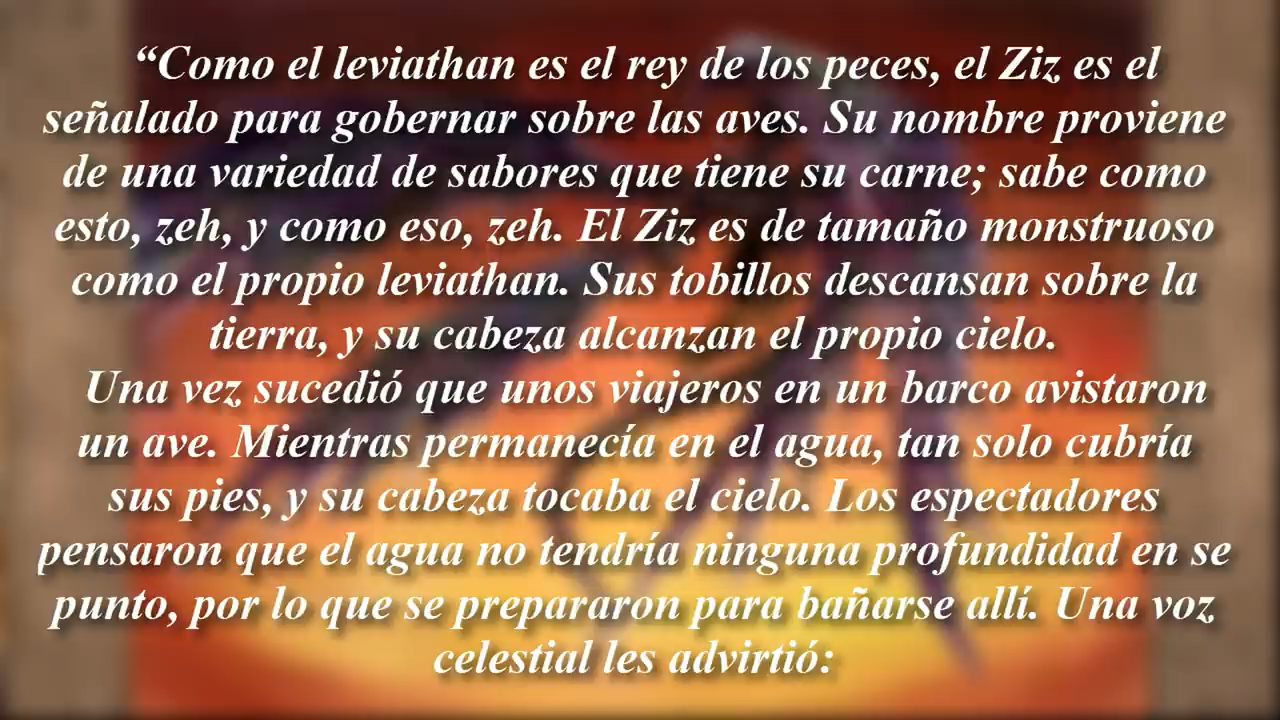 “Como el leviathan es el rey de los peces, el Ziz es el
señalado para gobernar sobre las aves. Su nombre proviene
de una variedad de sabores que tiene su carne; sabe como
esto, zeh, y como eso, zeh. El Ziz es de tamaño monstruoso
como el propio leviathan. Sus tobillos descansan sobre la
tierra, y su cabeza alcanzan el propio cielo.
Una vez sucedió que unos viajeros en un barco avistaron
un ave. Mientras permanecía en el agua, tan solo cubría
sus pies, y su cabeza tocaba el cielo. Los espectadores
pensaron que el agua no tendría ninguna profundidad en se
punto, por lo que se prepararon para bañarse allí. Una voz
celestial les advirtió: